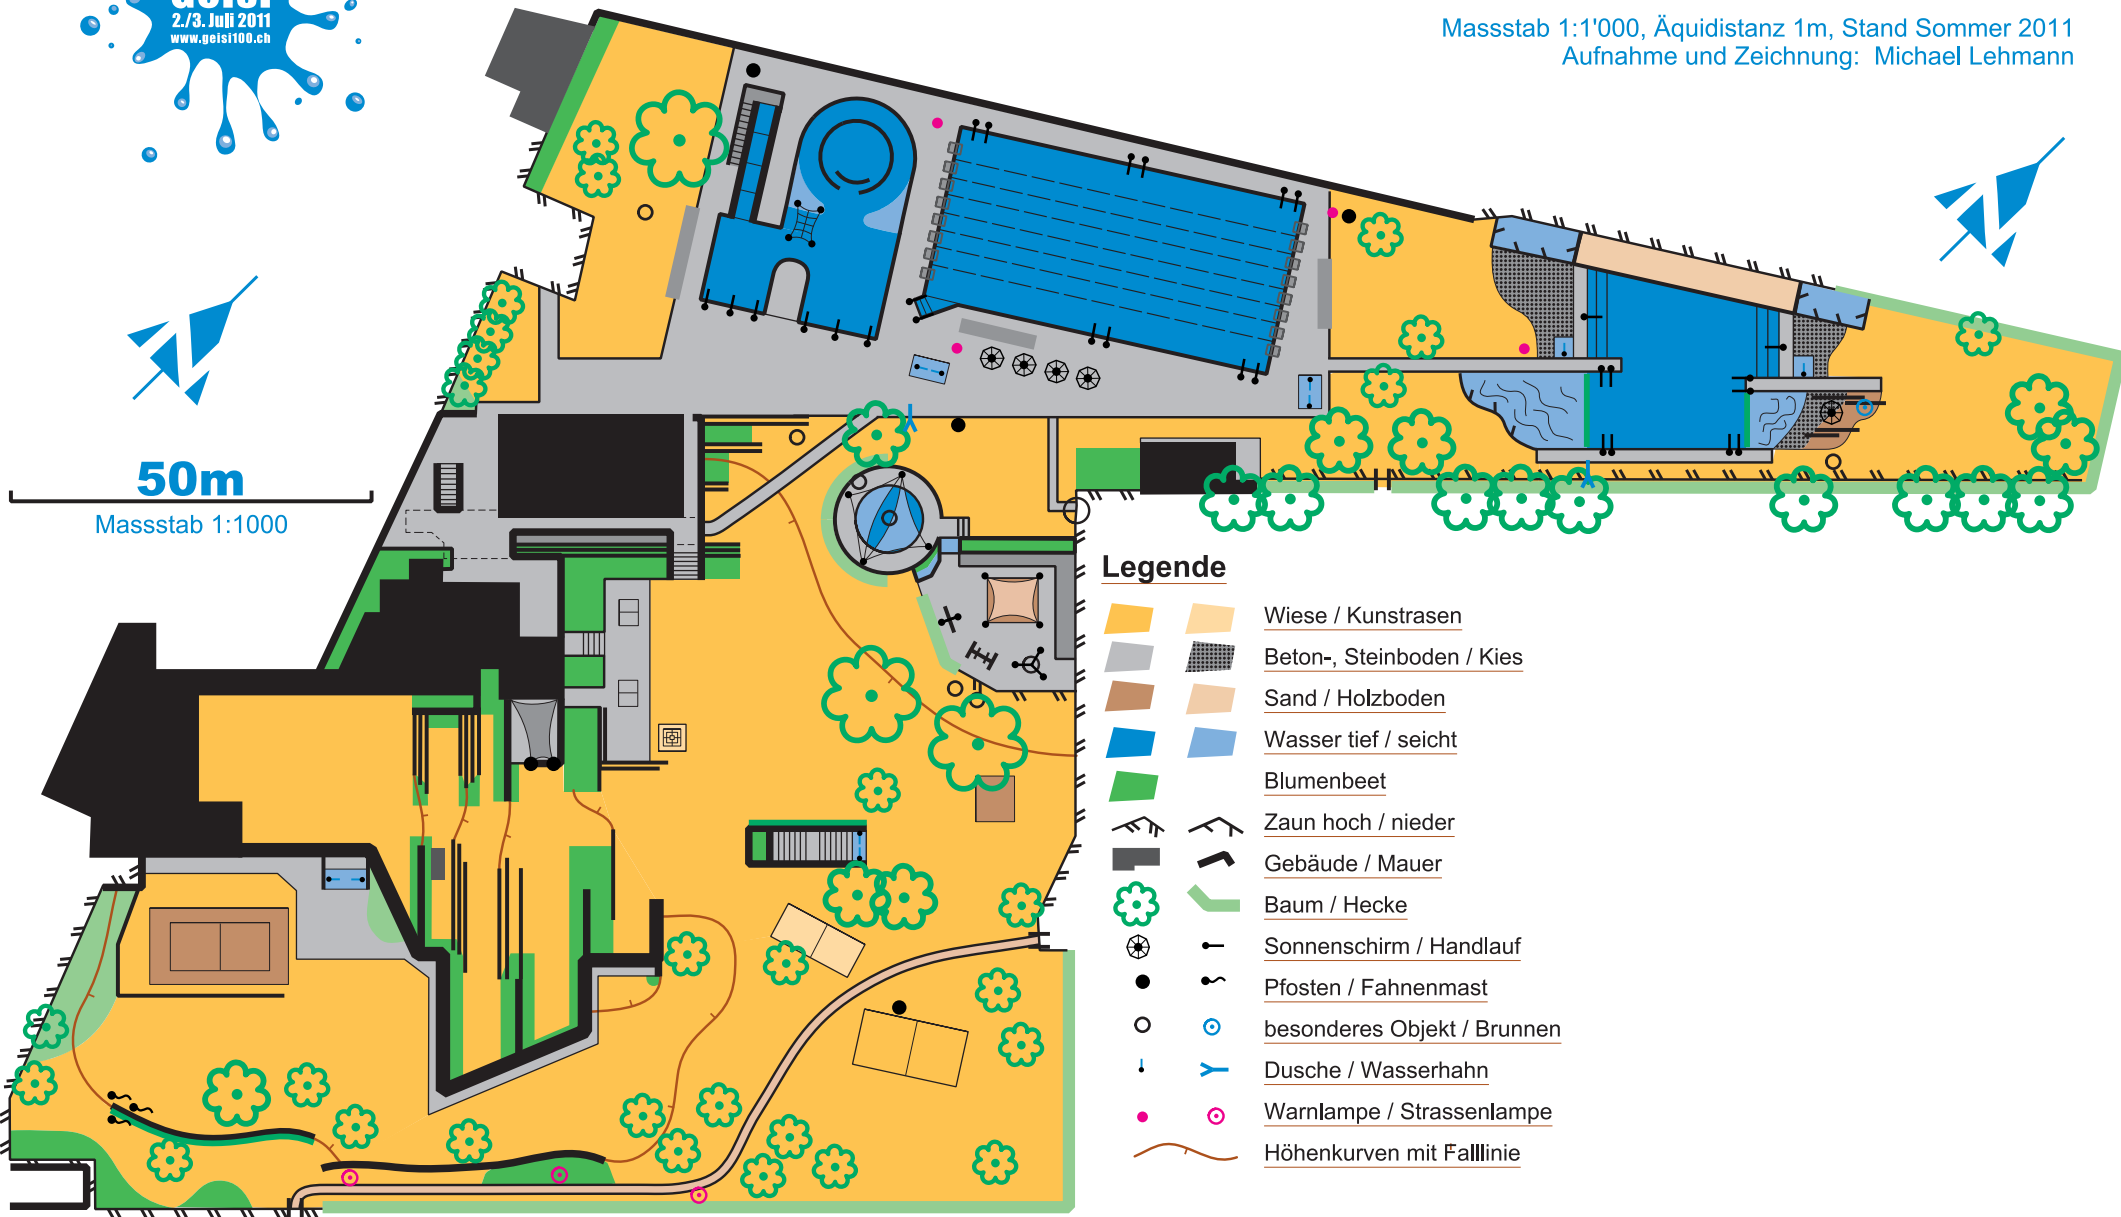 Geisi
2./3. Juli 2011
www.geisi100.ch
Massstab 1:1'000, Äquidistanz 1m, Stand Sommer 2011
Aufnahme und Zeichnung: Michael Lehmann
50m
Massstab 1:1000
Legende
Wiese / Kunstrasen
Beton-, Steinboden / Kies
Sand / Holzboden
Wasser tief / seicht
Blumenbeet
Zaun hoch / nieder
Gebäude / Mauer
Baum / Hecke
Sonnenschirm / Handlauf
Pfosten / Fahnenmast
besonderes Objekt / Brunnen
Dusche / Wasserhahn
Warnlampe / Strassenlampe
Höhenkurven mit Falllinie